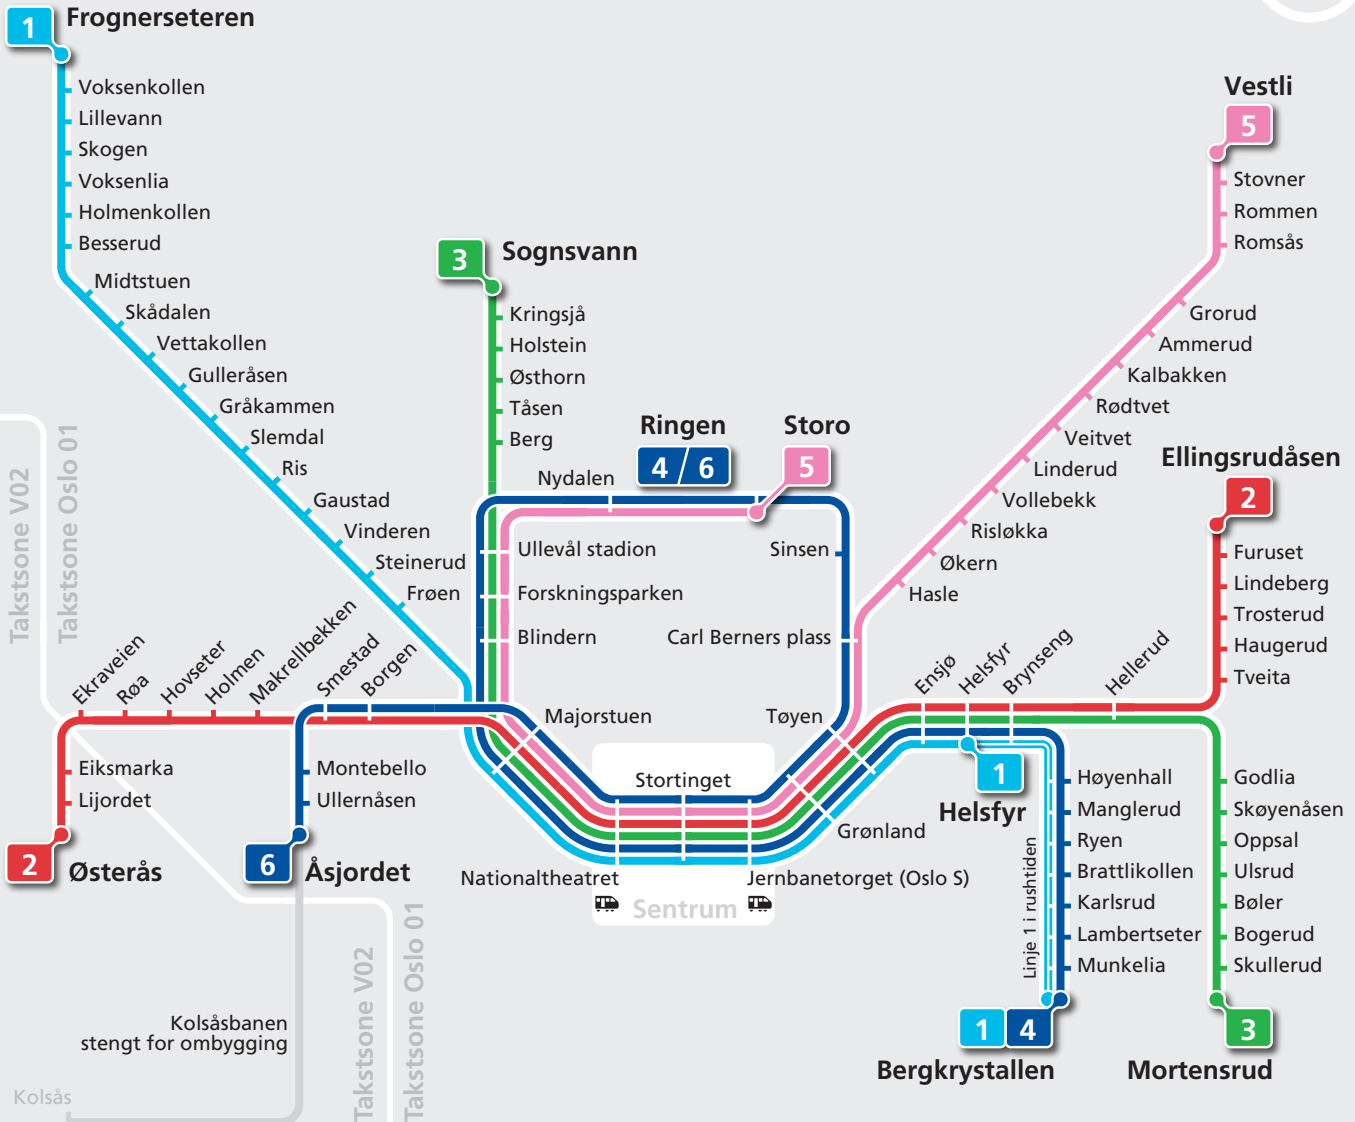 1 Frognerseteren
Voksenkollen
Lillevann
Skogen
Voksenlia
Holmenkollen
Besserud
Midtstuen
Skådalen
Vettakollen
Gulleråsen
Gråkammen
Slemdal
Ris
Gaustad
Vinderen
Steinerud
Frøen
3 Sognsvann
Kringsjå
Holstein
Østhorn
Tåsen
Berg
Ringen
4 / 6
Storo
5
Nydalen
Ullevål stadion
Forskningsparken
Blindern
Sinsen
Carl Berners plass
Majorstuen
Tøyen
Stortinget
Nationaltheatret
Jernbanetorget (Oslo S)
Sentrum
Grønland
Vestli
5
Stovner
Rommen
Romsås
Grorud
Ammerud
Kalbakken
Rødtvet
Veitvet
Linderud
Vollebekk
Risløkka
Økern
Hasle
Ellingsrudåsen
2
Furuset
Lindeberg
Trosterud
Haugerud
Tveita
Ensjø
Helsfyr
Brynseng
Hellerud
1
Helsfyr
Linje 1 i rushtiden
Høyenhall
Manglerud
Ryen
Brattlikollen
Karlsrud
Lambertseter
Munkelia
1 4
Bergkrystallen
Godlia
Skøyenåsen
Oppsal
Ulsrud
Bøler
Bogerud
Skullerud
3
Mortensrud
Takstsone V02
Takstsone Oslo 01
Ekraveien
Røa
Hovseter
Holmen
Makrellbekken
Smestad
Borgen
Eiksmarka
Lijordet
2 Østerås
Montebello
Ullernåsen
6 Åsjordet
Takstsone V02
Takstsone Oslo 01
Kolsåsbanen
stengt for ombygging
Kolsås